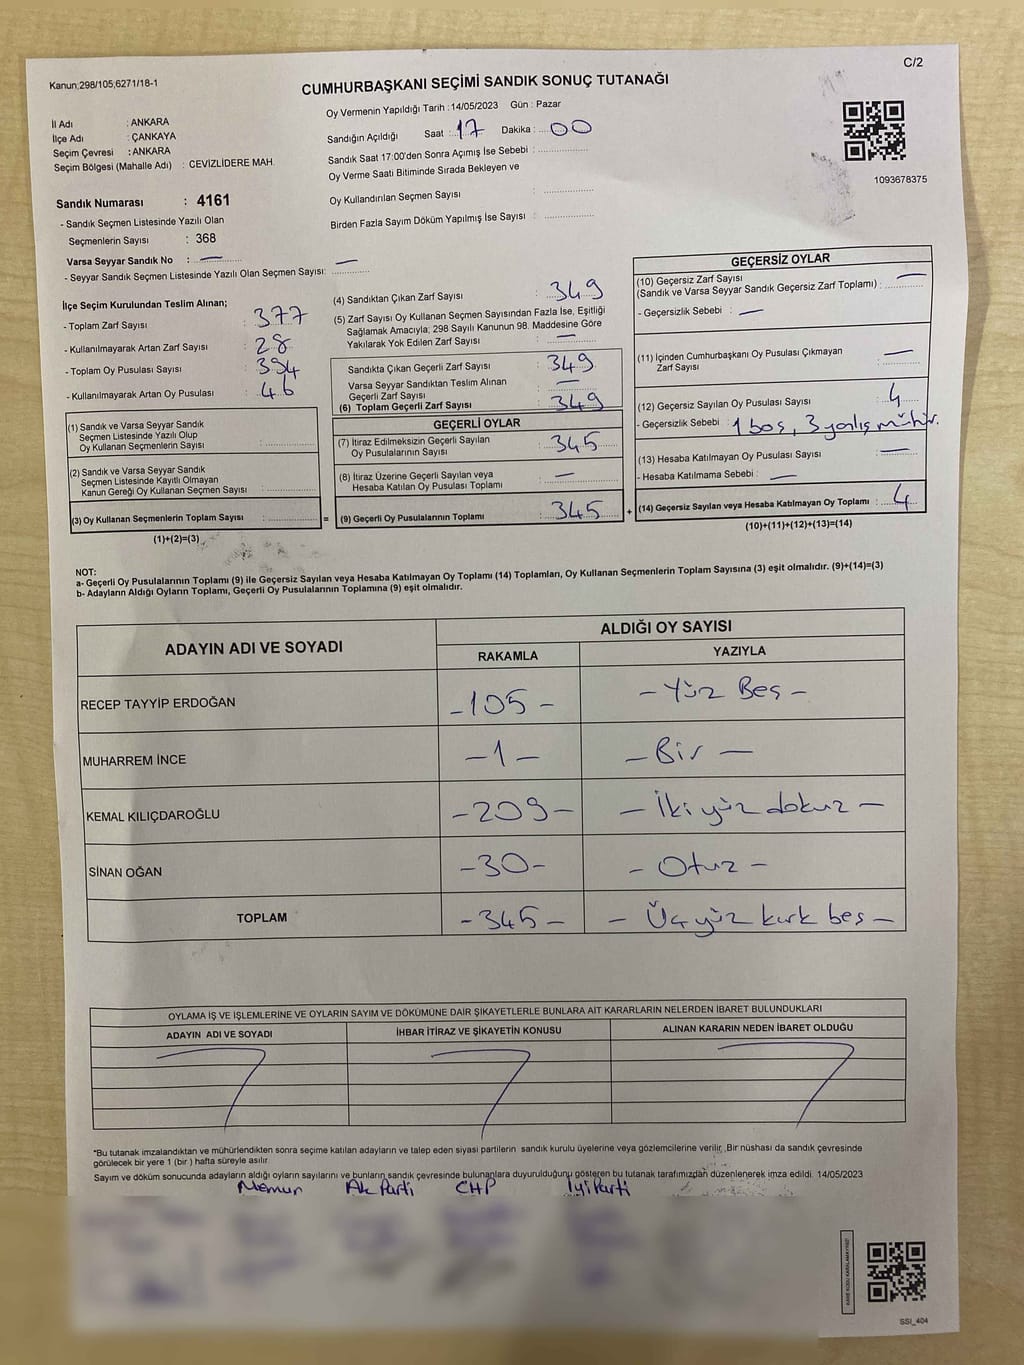 Kanun;298/105;6271/18-1
C/2
CUMHURBAŞKANI SEÇİMİ SANDIK SONUÇ TUTANAĞI
Oy Vermenin Yapıldığı Tarih : 14/05/2023 Gün : Pazar
İl Adı : ANKARA
İlçe Adı : ÇANKAYA
Seçim Çevresi : ANKARA
Seçim Bölgesi (Mahalle Adı) : CEVİZLİDERE MAH.
Sandığın Açıldığı Saat : 17 Dakika : 00
Sandık Saat 17:00'den Sonra Açımış İse Sebebi :
Oy Verme Saati Bitiminde Sırada Bekleyen ve
Oy Kullandırılan Seçmen Sayısı :
Birden Fazla Sayım Döküm Yapılmış İse Sayısı :
1093678375
Sandık Numarası : 4161
- Sandık Seçmen Listesinde Yazılı Olan
Seçmenlerin Sayısı : 368
Varsa Seyyar Sandık No : —
- Seyyar Sandık Seçmen Listesinde Yazılı Olan Seçmen Sayısı: —
İlçe Seçim Kurulundan Teslim Alınan;
- Toplam Zarf Sayısı : 377
- Kullanılmayarak Artan Zarf Sayısı : 28
- Toplam Oy Pusulası Sayısı : 394
- Kullanılmayarak Artan Oy Pusulası : 46
(1) Sandık ve Varsa Seyyar Sandık
Seçmen Listesinde Yazılı Olup
Oy Kullanan Seçmenlerin Sayısı :
(2) Sandık ve Varsa Seyyar Sandık
Seçmen Listesinde Kayıtlı Olmayan
Kanun Gereği Oy Kullanan Seçmen Sayısı :
(3) Oy Kullanan Seçmenlerin Toplam Sayısı :
(1)+(2)=(3)
(4) Sandıktan Çıkan Zarf Sayısı : 349
(5) Zarf Sayısı Oy Kullanan Seçmen Sayısından Fazla İse, Eşitliği
Sağlamak Amacıyla; 298 Sayılı Kanunun 98. Maddesine Göre
Yakılarak Yok Edilen Zarf Sayısı : —
Sandıkta Çıkan Geçerli Zarf Sayısı : 349
Varsa Seyyar Sandıktan Teslim Alınan
Geçerli Zarf Sayısı : —
(6) Toplam Geçerli Zarf Sayısı : 349
GEÇERLİ OYLAR
(7) İtiraz Edilmeksizin Geçerli Sayılan
Oy Pusulalarının Sayısı : 345
(8) İtiraz Üzerine Geçerli Sayılan veya
Hesaba Katılan Oy Pusulası Toplamı : —
= (9) Geçerli Oy Pusulalarının Toplamı : 345 +
GEÇERSİZ OYLAR
(10) Geçersiz Zarf Sayısı
(Sandık ve Varsa Seyyar Sandık Geçersiz Zarf Toplamı) : —
- Geçersizlik Sebebi : —
(11) İçinden Cumhurbaşkanı Oy Pusulası Çıkmayan
Zarf Sayısı : —
(12) Geçersiz Sayılan Oy Pusulası Sayısı : 4
- Geçersizlik Sebebi : 1 boş, 3 yanlış mühür.
(13) Hesaba Katılmayan Oy Pusulası Sayısı : —
- Hesaba Katılmama Sebebi : —
(14) Geçersiz Sayılan veya Hesaba Katılmayan Oy Toplamı : 4
(10)+(11)+(12)+(13)=(14)
NOT:
a- Geçerli Oy Pusulalarının Toplamı (9) ile Geçersiz Sayılan veya Hesaba Katılmayan Oy Toplamı (14) Toplamları, Oy Kullanan Seçmenlerin Toplam Sayısına (3) eşit olmalıdır. (9)+(14)=(3)
b- Adayların Aldığı Oyların Toplamı, Geçerli Oy Pusulalarının Toplamına (9) eşit olmalıdır.
ADAYIN ADI VE SOYADI
ALDIĞI OY SAYISI
RAKAMLA YAZIYLA
RECEP TAYYİP ERDOĞAN -105- -Yüz Beş-
MUHARREM İNCE -1- -Bir-
KEMAL KILIÇDAROĞLU -209- -İki yüz dokuz-
SİNAN OĞAN -30- -Otuz-
TOPLAM -345- -Üç yüz kırk beş-
OYLAMA İŞ VE İŞLEMLERİNE VE OYLARIN SAYIM VE DÖKÜMÜNE DAİR ŞİKAYETLERLE BUNLARA AİT KARARLARIN NELERDEN İBARET BULUNDUKLARI
ADAYIN ADI VE SOYADI İHBAR İTİRAZ VE ŞİKAYETİN KONUSU ALINAN KARARIN NEDEN İBARET OLDUĞU
*Bu tutanak imzalandıktan ve mühürlendikten sonra seçime katılan adayların ve talep eden siyasi partilerin sandık kurulu üyelerine veya gözlemcilerine verilir. Bir nüshası da sandık çevresinde
görülecek bir yere 1 (bir ) hafta süreyle asılır.
Sayım ve döküm sonucunda adayların aldığı oyların sayılarını ve bunların sandık çevresinde bulunanlara duyurulduğunu gösteren bu tutanak tarafımızdan düzenlenerek imza edildi. 14/05/2023
Memur Ak Parti CHP İyi Parti
SSI_404